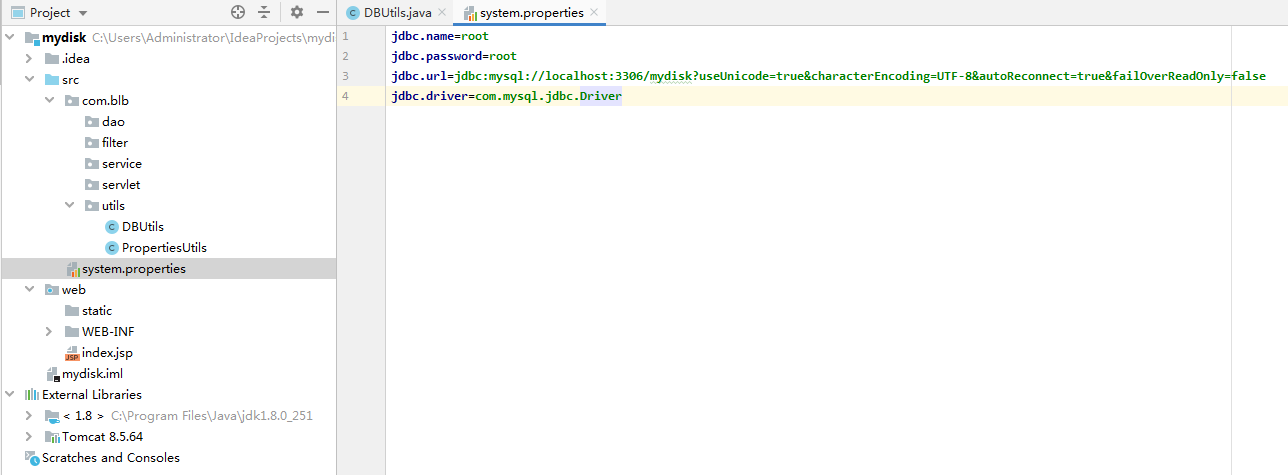 Project
mydisk C:\Users\Administrator\IdeaProjects\mydi
.idea
src
com.blb
dao
filter
service
servlet
utils
DBUtils
PropertiesUtils
system.properties
web
static
WEB-INF
index.jsp
mydisk.iml
External Libraries
< 1.8 > C:\Program Files\Java\jdk1.8.0_251
Tomcat 8.5.64
Scratches and Consoles
DBUtils.java system.properties
1 jdbc.name=root
2 jdbc.password=root
3 jdbc.url=jdbc:mysql://localhost:3306/mydisk?useUnicode=true&characterEncoding=UTF-8&autoReconnect=true&failOverReadOnly=false
4 jdbc.driver=com.mysql.jdbc.Driver